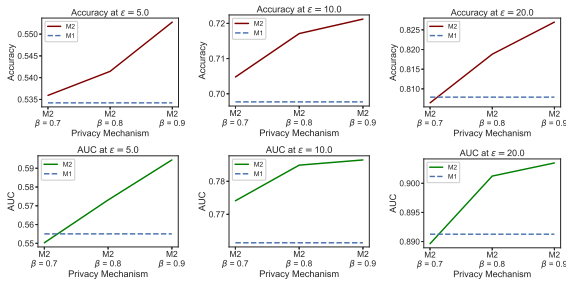 Accuracy at ε = 5.0
M2
M1
0.550
0.545
0.540
0.535
Accuracy
M2 M2 M2
β = 0.7 β = 0.8 β = 0.9
Privacy Mechanism
Accuracy at ε = 10.0
M2
M1
0.72
0.71
0.70
Accuracy
M2 M2 M2
β = 0.7 β = 0.8 β = 0.9
Privacy Mechanism
Accuracy at ε = 20.0
M2
M1
0.825
0.820
0.815
0.810
Accuracy
M2 M2 M2
β = 0.7 β = 0.8 β = 0.9
Privacy Mechanism
AUC at ε = 5.0
M2
M1
0.59
0.58
0.57
0.56
0.55
AUC
M2 M2 M2
β = 0.7 β = 0.8 β = 0.9
Privacy Mechanism
AUC at ε = 10.0
M2
M1
0.78
0.77
AUC
M2 M2 M2
β = 0.7 β = 0.8 β = 0.9
Privacy Mechanism
AUC at ε = 20.0
M2
M1
0.900
0.895
0.890
AUC
M2 M2 M2
β = 0.7 β = 0.8 β = 0.9
Privacy Mechanism